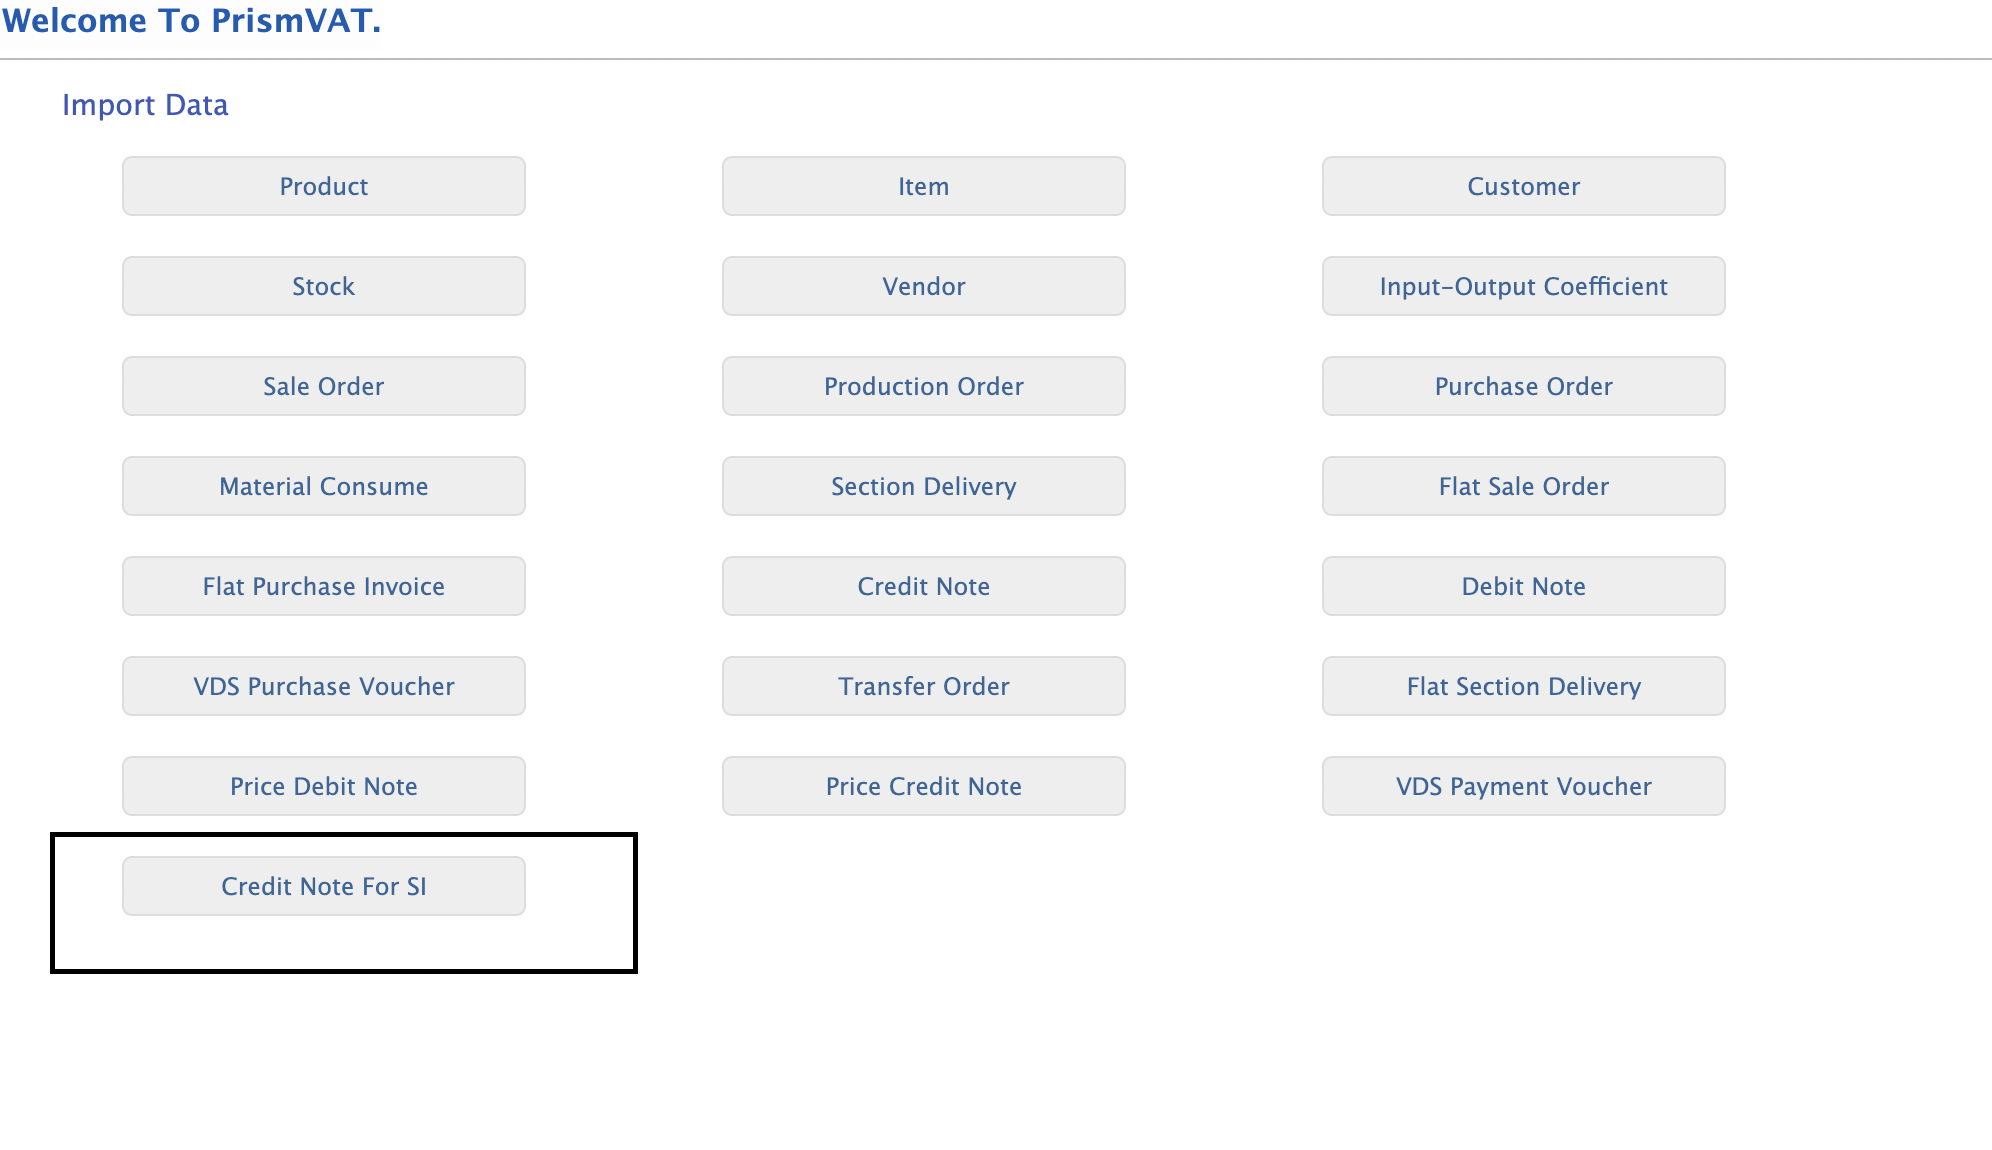 Welcome To PrismVAT.
Import Data
Product
Item
Customer
Stock
Vendor
Input-Output Coefficient
Sale Order
Production Order
Purchase Order
Material Consume
Section Delivery
Flat Sale Order
Flat Purchase Invoice
Credit Note
Debit Note
VDS Purchase Voucher
Transfer Order
Flat Section Delivery
Price Debit Note
Price Credit Note
VDS Payment Voucher
Credit Note For SI